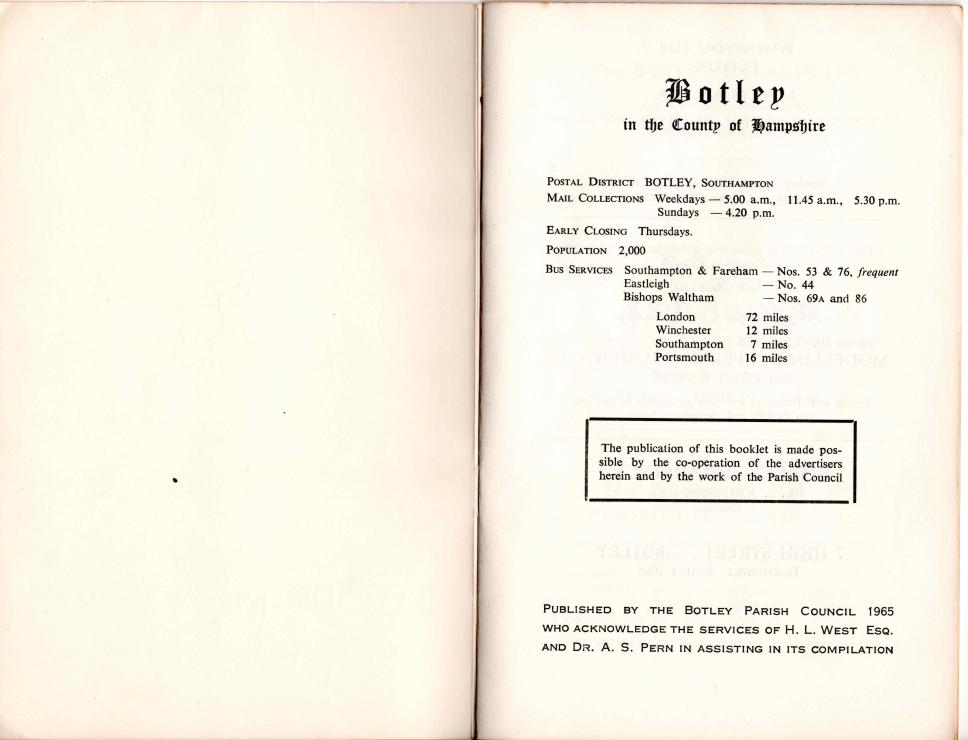 Botley
in the County of Hampshire
Postal District BOTLEY, Southampton
Mail Collections Weekdays — 5.00 a.m., 11.45 a.m., 5.30 p.m.
Sundays — 4.20 p.m.
Early Closing Thursdays.
Population 2,000
Bus Services Southampton & Fareham — Nos. 53 & 76, frequent
Eastleigh — No. 44
Bishops Waltham — Nos. 69A and 86
London 72 miles
Winchester 12 miles
Southampton 7 miles
Portsmouth 16 miles
The publication of this booklet is made pos-
sible by the co-operation of the advertisers
herein and by the work of the Parish Council
Published by the Botley Parish Council 1965
who acknowledge the services of H. L. West Esq.
and Dr. A. S. Pern in assisting in its compilation